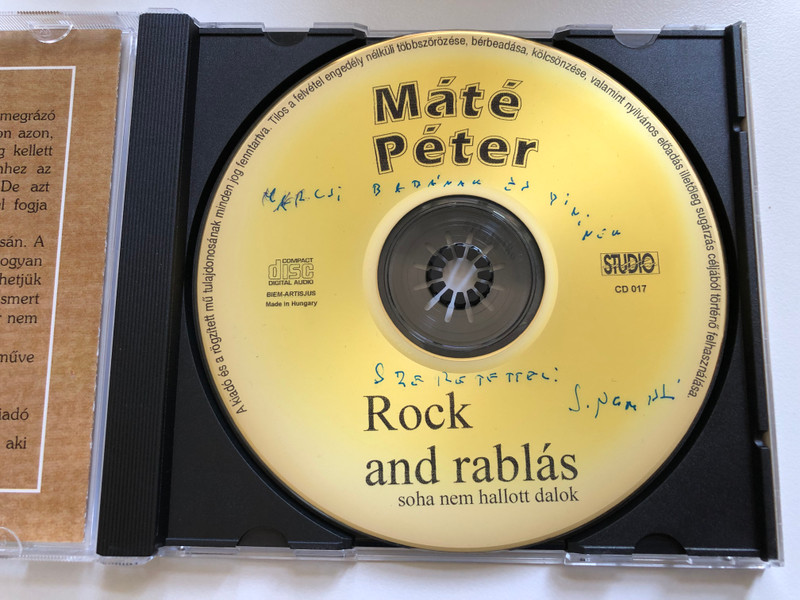 megrázó
on azon,
g kellett
nhez az
De azt
el fogja
sán. A
ogyan
hetjük
smert
r nem
műve
iadó
aki
A kiadó és a rögzített mű tulajdonosának minden jog fenntartva. Tilos a felvétel engedély nélküli többszörözése, bérbeadása, kölcsönzése, valamint nyilvános előadás illetőleg sugárzás céljából történő felhasználása.
Máté
Péter
COMPACT
disc
DIGITAL AUDIO
BIEM-ARTISJUS
Made in Hungary
STUDIO
CD 017
SZERETETTEL:
Rock
and rablás
soha nem hallott dalok